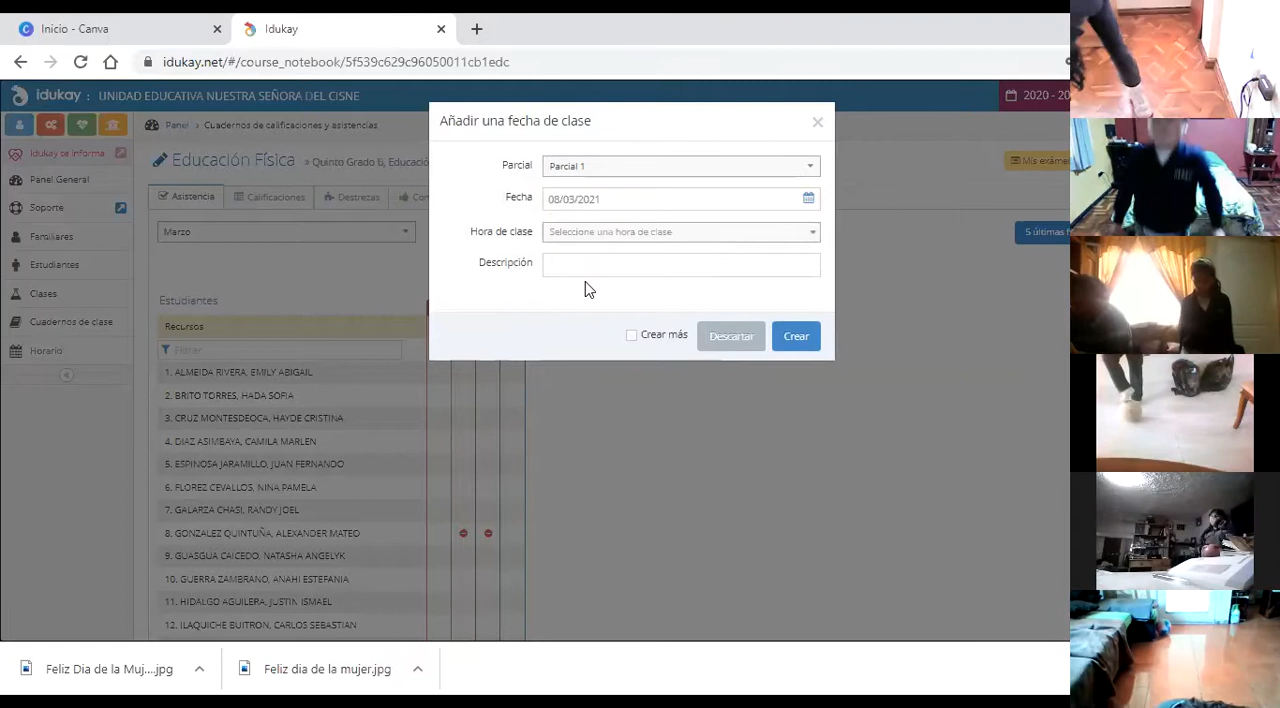 Inicio - Canva
Idukay
idukay.net/#/course_notebook/5f539c629c96050011cb1edc
idukay : UNIDAD EDUCATIVA NUESTRA SEÑORA DEL CISNE
2020 - 20
Panel › Cuadernos de calificaciones y asistencias
Idukay te informa
Panel General
Soporte
Familiares
Estudiantes
Clases
Cuadernos de clase
Horario
Educación Física » Quinto Grado B, Educació
Mis exáme
Asistencia
Calificaciones
Destrezas
Marzo
5 últimas f
Estudiantes
Recursos
Filtrar
1. ALMEIDA RIVERA, EMILY ABIGAIL
2. BRITO TORRES, HADA SOFIA
3. CRUZ MONTESDEOCA, HAYDE CRISTINA
4. DIAZ ASIMBAYA, CAMILA MARLEN
5. ESPINOSA JARAMILLO, JUAN FERNANDO
6. FLOREZ CEVALLOS, NINA PAMELA
7. GALARZA CHASI, RANDY JOEL
8. GONZALEZ QUINTUÑA, ALEXANDER MATEO
9. GUASGUA CAICEDO, NATASHA ANGELYK
10. GUERRA ZAMBRANO, ANAHI ESTEFANIA
11. HIDALGO AGUILERA, JUSTIN ISMAEL
12. ILAQUICHE BUITRON, CARLOS SEBASTIAN
Añadir una fecha de clase
Parcial
Parcial 1
Fecha
08/03/2021
Hora de clase
Seleccione una hora de clase
Descripción
Crear más
Descartar
Crear
Feliz Dia de la Muj....jpg
Feliz dia de la mujer.jpg